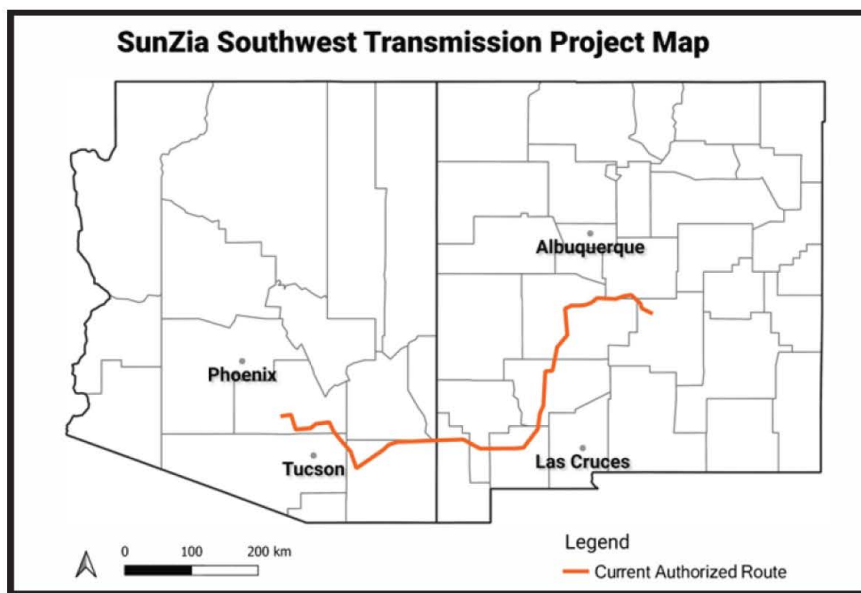 SunZia Southwest Transmission Project Map
Albuquerque
Phoenix
Tucson
Las Cruces
0 100 200 km
Legend
Current Authorized Route